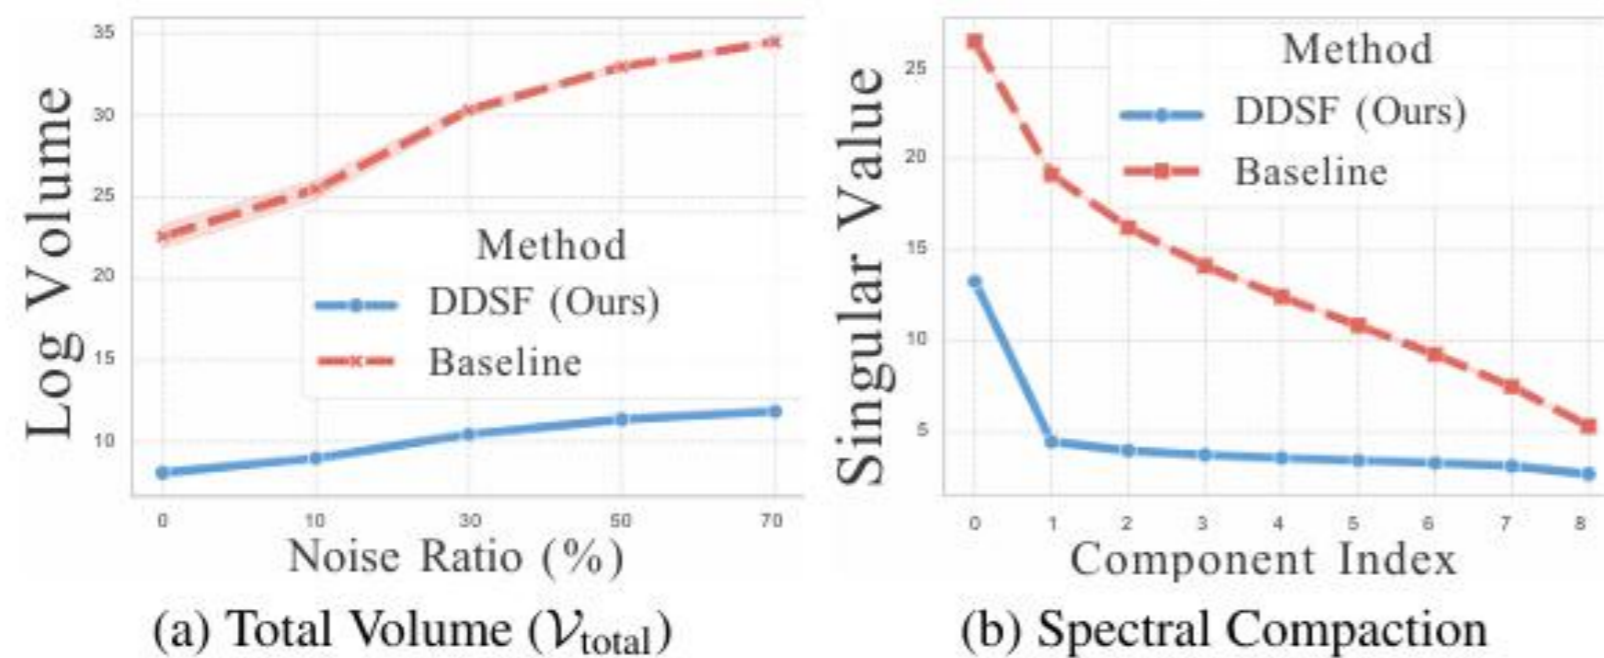 35
30
25
20
15
10
Log Volume
Method
DDSF (Ours)
Baseline
0 10 30 50 70
Noise Ratio (%)
(a) Total Volume (𝒱total)
25
20
15
10
5
Singular Value
Method
DDSF (Ours)
Baseline
0 1 2 3 4 5 6 7 8
Component Index
(b) Spectral Compaction